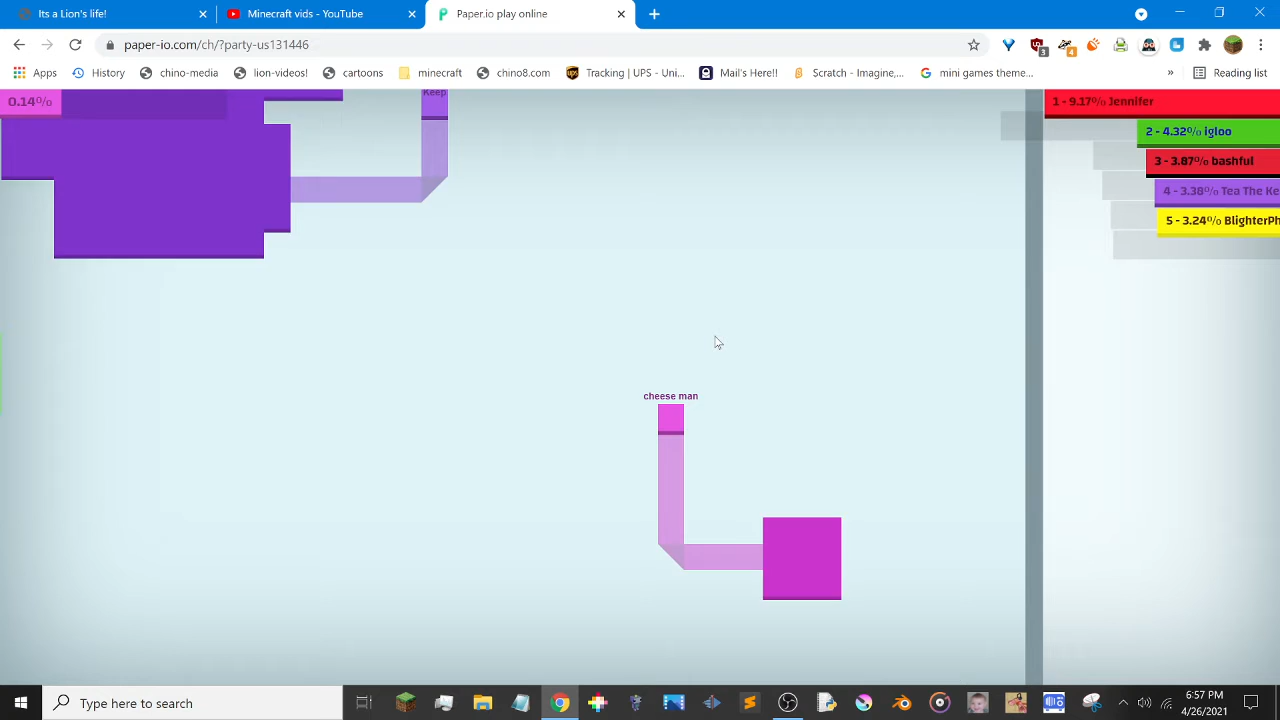 Its a Lion's life!
Minecraft vids - YouTube
Paper.io play online
paper-io.com/ch/?party-us131446
3
4
Apps
History
chino-media
lion-videos!
cartoons
minecraft
chino8.com
Tracking | UPS - Uni...
Mail's Here!!
Scratch - Imagine,...
mini games theme...
»
Reading list
0.14%
Keep
1 - 9.17% Jennifer
2 - 4.32% igloo
3 - 3.87% bashful
4 - 3.38% Tea The Ke
5 - 3.24% BlighterPh
cheese man
Type here to search
6:57 PM
4/26/2021